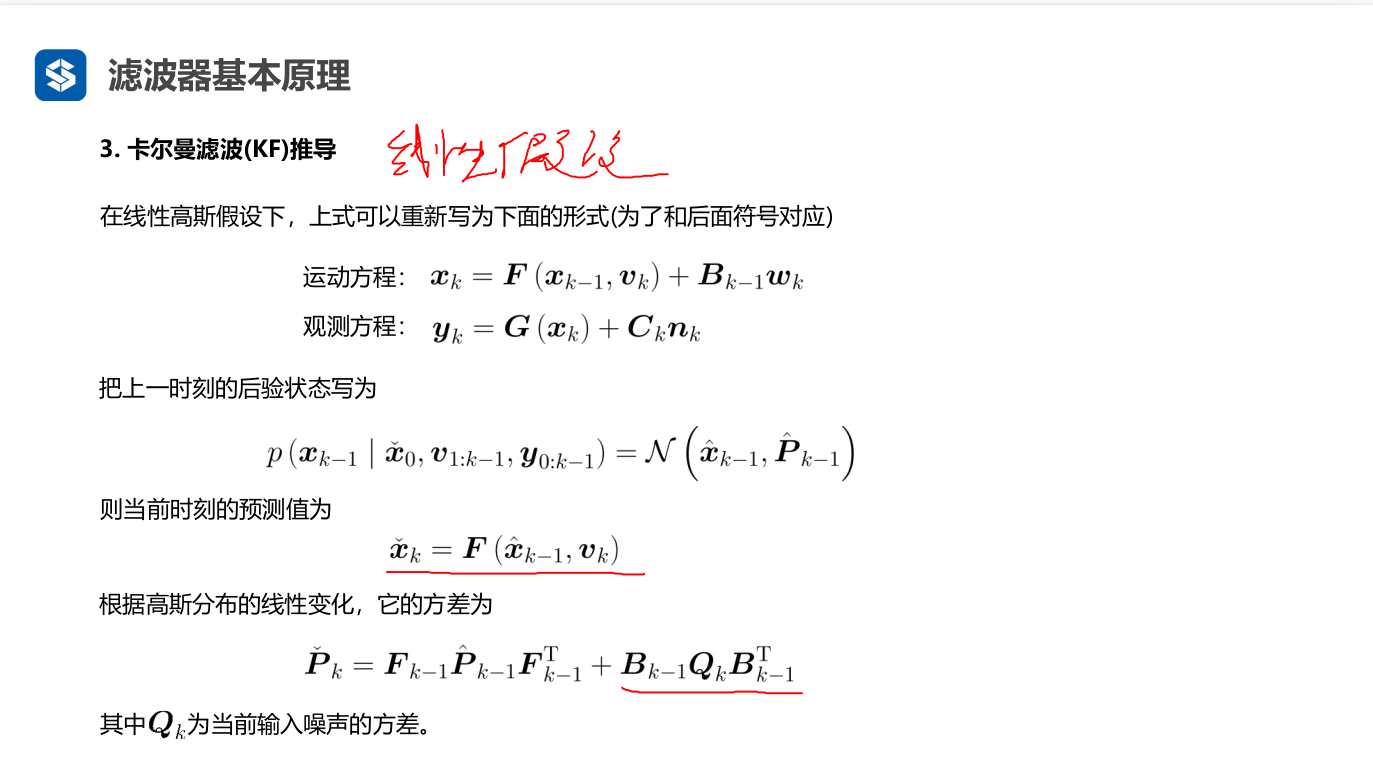 滤波器基本原理
3. 卡尔曼滤波(KF)推导 线性假设
在线性高斯假设下，上式可以重新写为下面的形式(为了和后面符号对应)
运动方程： $\boldsymbol{x}_k = \boldsymbol{F}\left(\boldsymbol{x}_{k-1}, \boldsymbol{v}_k\right) + \boldsymbol{B}_{k-1}\boldsymbol{w}_k$
观测方程： $\boldsymbol{y}_k = \boldsymbol{G}\left(\boldsymbol{x}_k\right) + \boldsymbol{C}_k\boldsymbol{n}_k$
把上一时刻的后验状态写为
$p\left(\boldsymbol{x}_{k-1} \mid \check{\boldsymbol{x}}_0, \boldsymbol{v}_{1:k-1}, \boldsymbol{y}_{0:k-1}\right) = \mathcal{N}\left(\hat{\boldsymbol{x}}_{k-1}, \hat{\boldsymbol{P}}_{k-1}\right)$
则当前时刻的预测值为
$\check{\boldsymbol{x}}_k = \boldsymbol{F}\left(\hat{\boldsymbol{x}}_{k-1}, \boldsymbol{v}_k\right)$
根据高斯分布的线性变化，它的方差为
$\check{\boldsymbol{P}}_k = \boldsymbol{F}_{k-1}\hat{\boldsymbol{P}}_{k-1}\boldsymbol{F}_{k-1}^{\mathrm{T}} + \boldsymbol{B}_{k-1}\boldsymbol{Q}_k\boldsymbol{B}_{k-1}^{\mathrm{T}}$
其中$\boldsymbol{Q}_k$为当前输入噪声的方差。